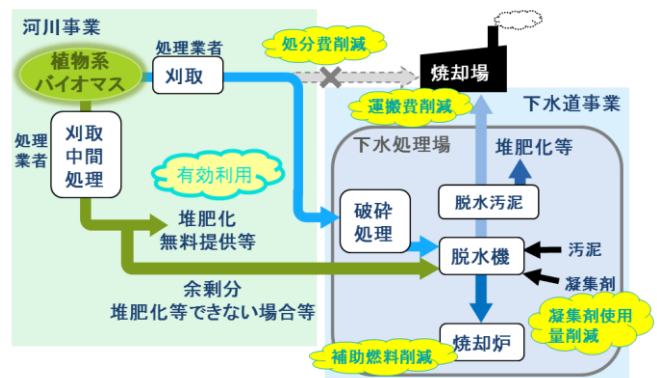 河川事業
植物系
バイオマス
処理業者
刈取
処分費削減
焼却場
運搬費削減
下水道事業
処理
業者
刈取
中間
処理
有効利用
下水処理場
堆肥化等
堆肥化
無料提供等
破砕
処理
脱水汚泥
脱水機
汚泥
凝集剤
余剰分
堆肥化等できない場合等
凝集剤使用
量削減
補助燃料削減
焼却炉